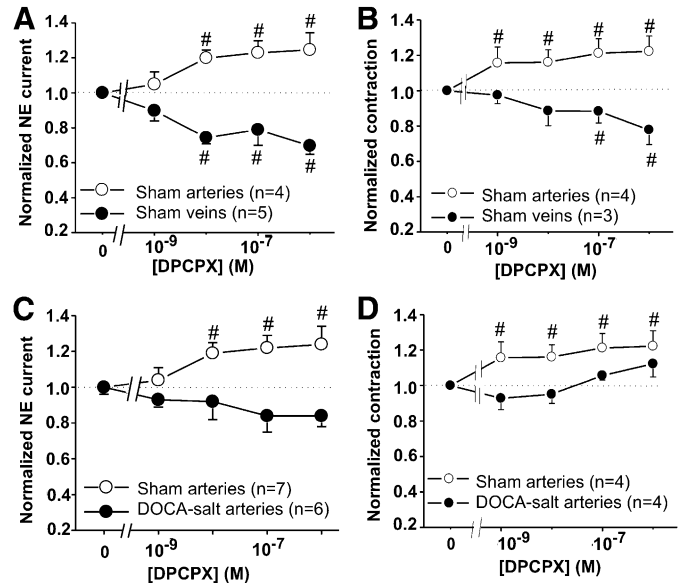 A
Normalized NE current
1.4
1.2
1.0
0.8
0.6
0.4
0.2
# # #
# # #
Sham arteries (n=4)
Sham veins (n=5)
0 10-9 10-7
[DPCPX] (M)
B
Normalized contraction
1.4
1.2
1.0
0.8
0.6
0.4
0.2
# # # #
# #
Sham arteries (n=4)
Sham veins (n=3)
0 10-9 10-7
[DPCPX] (M)
C
Normalized NE current
1.4
1.2
1.0
0.8
0.6
0.4
0.2
# # #
Sham arteries (n=7)
DOCA-salt arteries (n=6)
0 10-9 10-7
[DPCPX] (M)
D
Normalized contraction
1.4
1.2
1.0
0.8
0.6
0.4
0.2
# # # #
Sham arteries (n=4)
DOCA-salt arteries (n=4)
0 10-9 10-7
[DPCPX] (M)